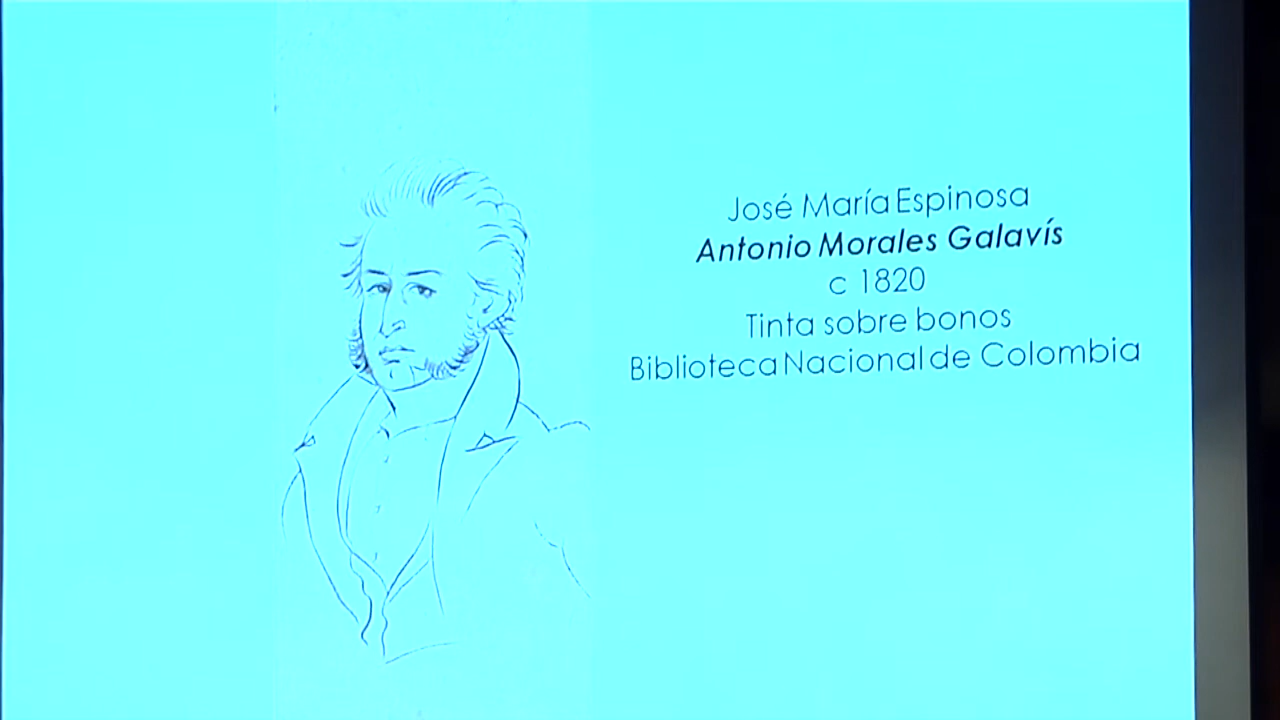 José María Espinosa
Antonio Morales Galavís
c 1820
Tinta sobre bonos
Biblioteca Nacional de Colombia